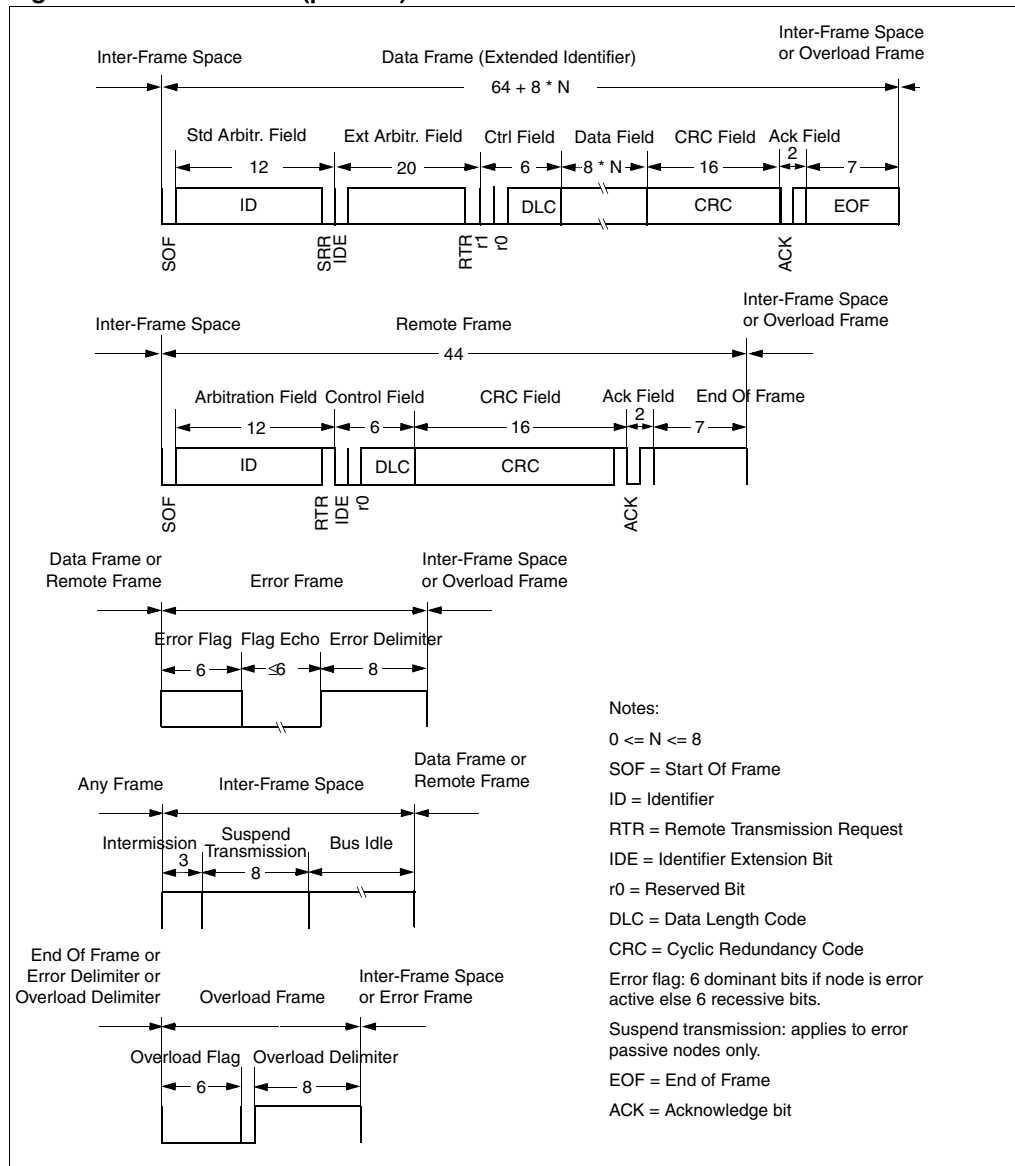 Inter-Frame Space
Data Frame (Extended Identifier)
Inter-Frame Space
or Overload Frame
64 + 8 * N
Std Arbitr. Field
Ext Arbitr. Field
Ctrl Field
Data Field
CRC Field
Ack Field
12
20
6
8 * N
16
2
7
ID
DLC
CRC
EOF
SOF
SRR
IDE
RTR
r1
r0
ACK
Inter-Frame Space
Remote Frame
Inter-Frame Space
or Overload Frame
44
Arbitration Field
Control Field
CRC Field
Ack Field
End Of Frame
12
6
16
2
7
ID
DLC
CRC
SOF
RTR
IDE
r0
ACK
Data Frame or
Remote Frame
Error Frame
Inter-Frame Space
or Overload Frame
Error Flag
Flag Echo
Error Delimiter
6
≤6
8
Any Frame
Inter-Frame Space
Data Frame or
Remote Frame
Intermission
3
Suspend
Transmission
8
Bus Idle
End Of Frame or
Error Delimiter or
Overload Delimiter
Overload Frame
Inter-Frame Space
or Error Frame
Overload Flag
Overload Delimiter
6
8
Notes:
0 <= N <= 8
SOF = Start Of Frame
ID = Identifier
RTR = Remote Transmission Request
IDE = Identifier Extension Bit
r0 = Reserved Bit
DLC = Data Length Code
CRC = Cyclic Redundancy Code
Error flag: 6 dominant bits if node is error
active else 6 recessive bits.
Suspend transmission: applies to error
passive nodes only.
EOF = End of Frame
ACK = Acknowledge bit